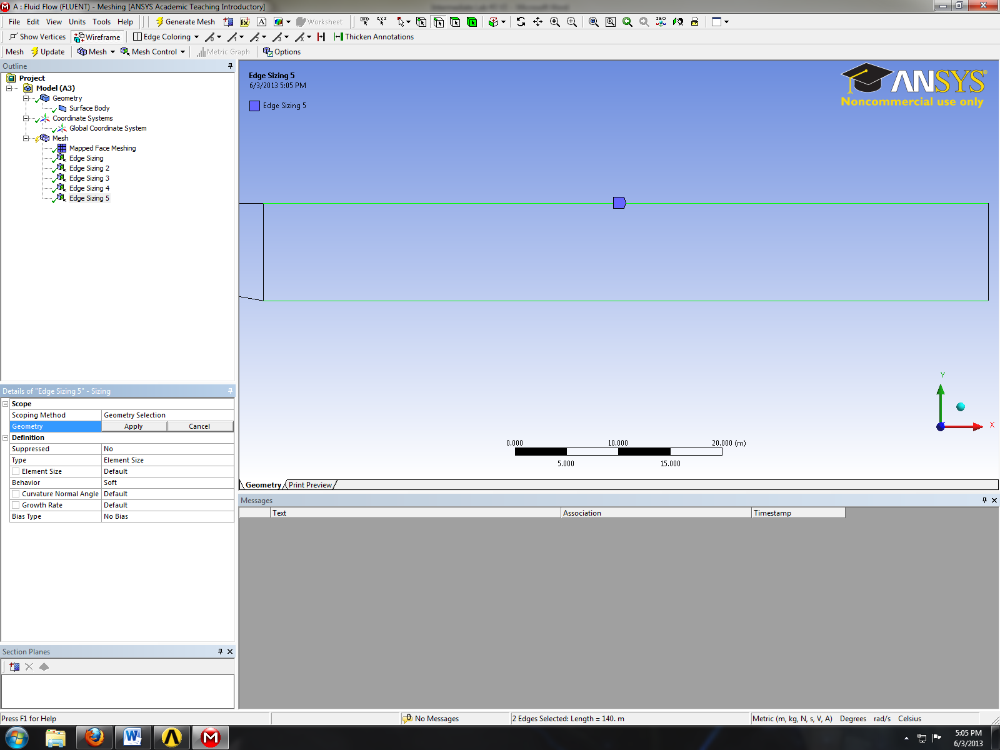 A : Fluid Flow (FLUENT) - Meshing [ANSYS Academic Teaching Introductory]
File Edit View Units Tools Help Generate Mesh A Worksheet
Show Vertices Wireframe Edge Coloring Thicken Annotations
Mesh Update Mesh Mesh Control Metric Graph Options
Outline
Project
Model (A3)
Geometry
Surface Body
Coordinate Systems
Global Coordinate System
Mesh
Mapped Face Meshing
Edge Sizing
Edge Sizing 2
Edge Sizing 3
Edge Sizing 4
Edge Sizing 5
Edge Sizing 5
6/3/2013 5:05 PM
Edge Sizing 5
ANSYS
Noncommercial use only
Y
X
0.000 10.000 20.000 (m)
5.000 15.000
Geometry Print Preview
Details of "Edge Sizing 5" - Sizing
Scope
Scoping Method Geometry Selection
Geometry Apply Cancel
Definition
Suppressed No
Type Element Size
Element Size Default
Behavior Soft
Curvature Normal Angle Default
Growth Rate Default
Bias Type No Bias
Messages
Text Association Timestamp
Section Planes
Press F1 for Help 0 No Messages 2 Edges Selected: Length = 140. m Metric (m, kg, N, s, V, A) Degrees rad/s Celsius
5:05 PM
6/3/2013